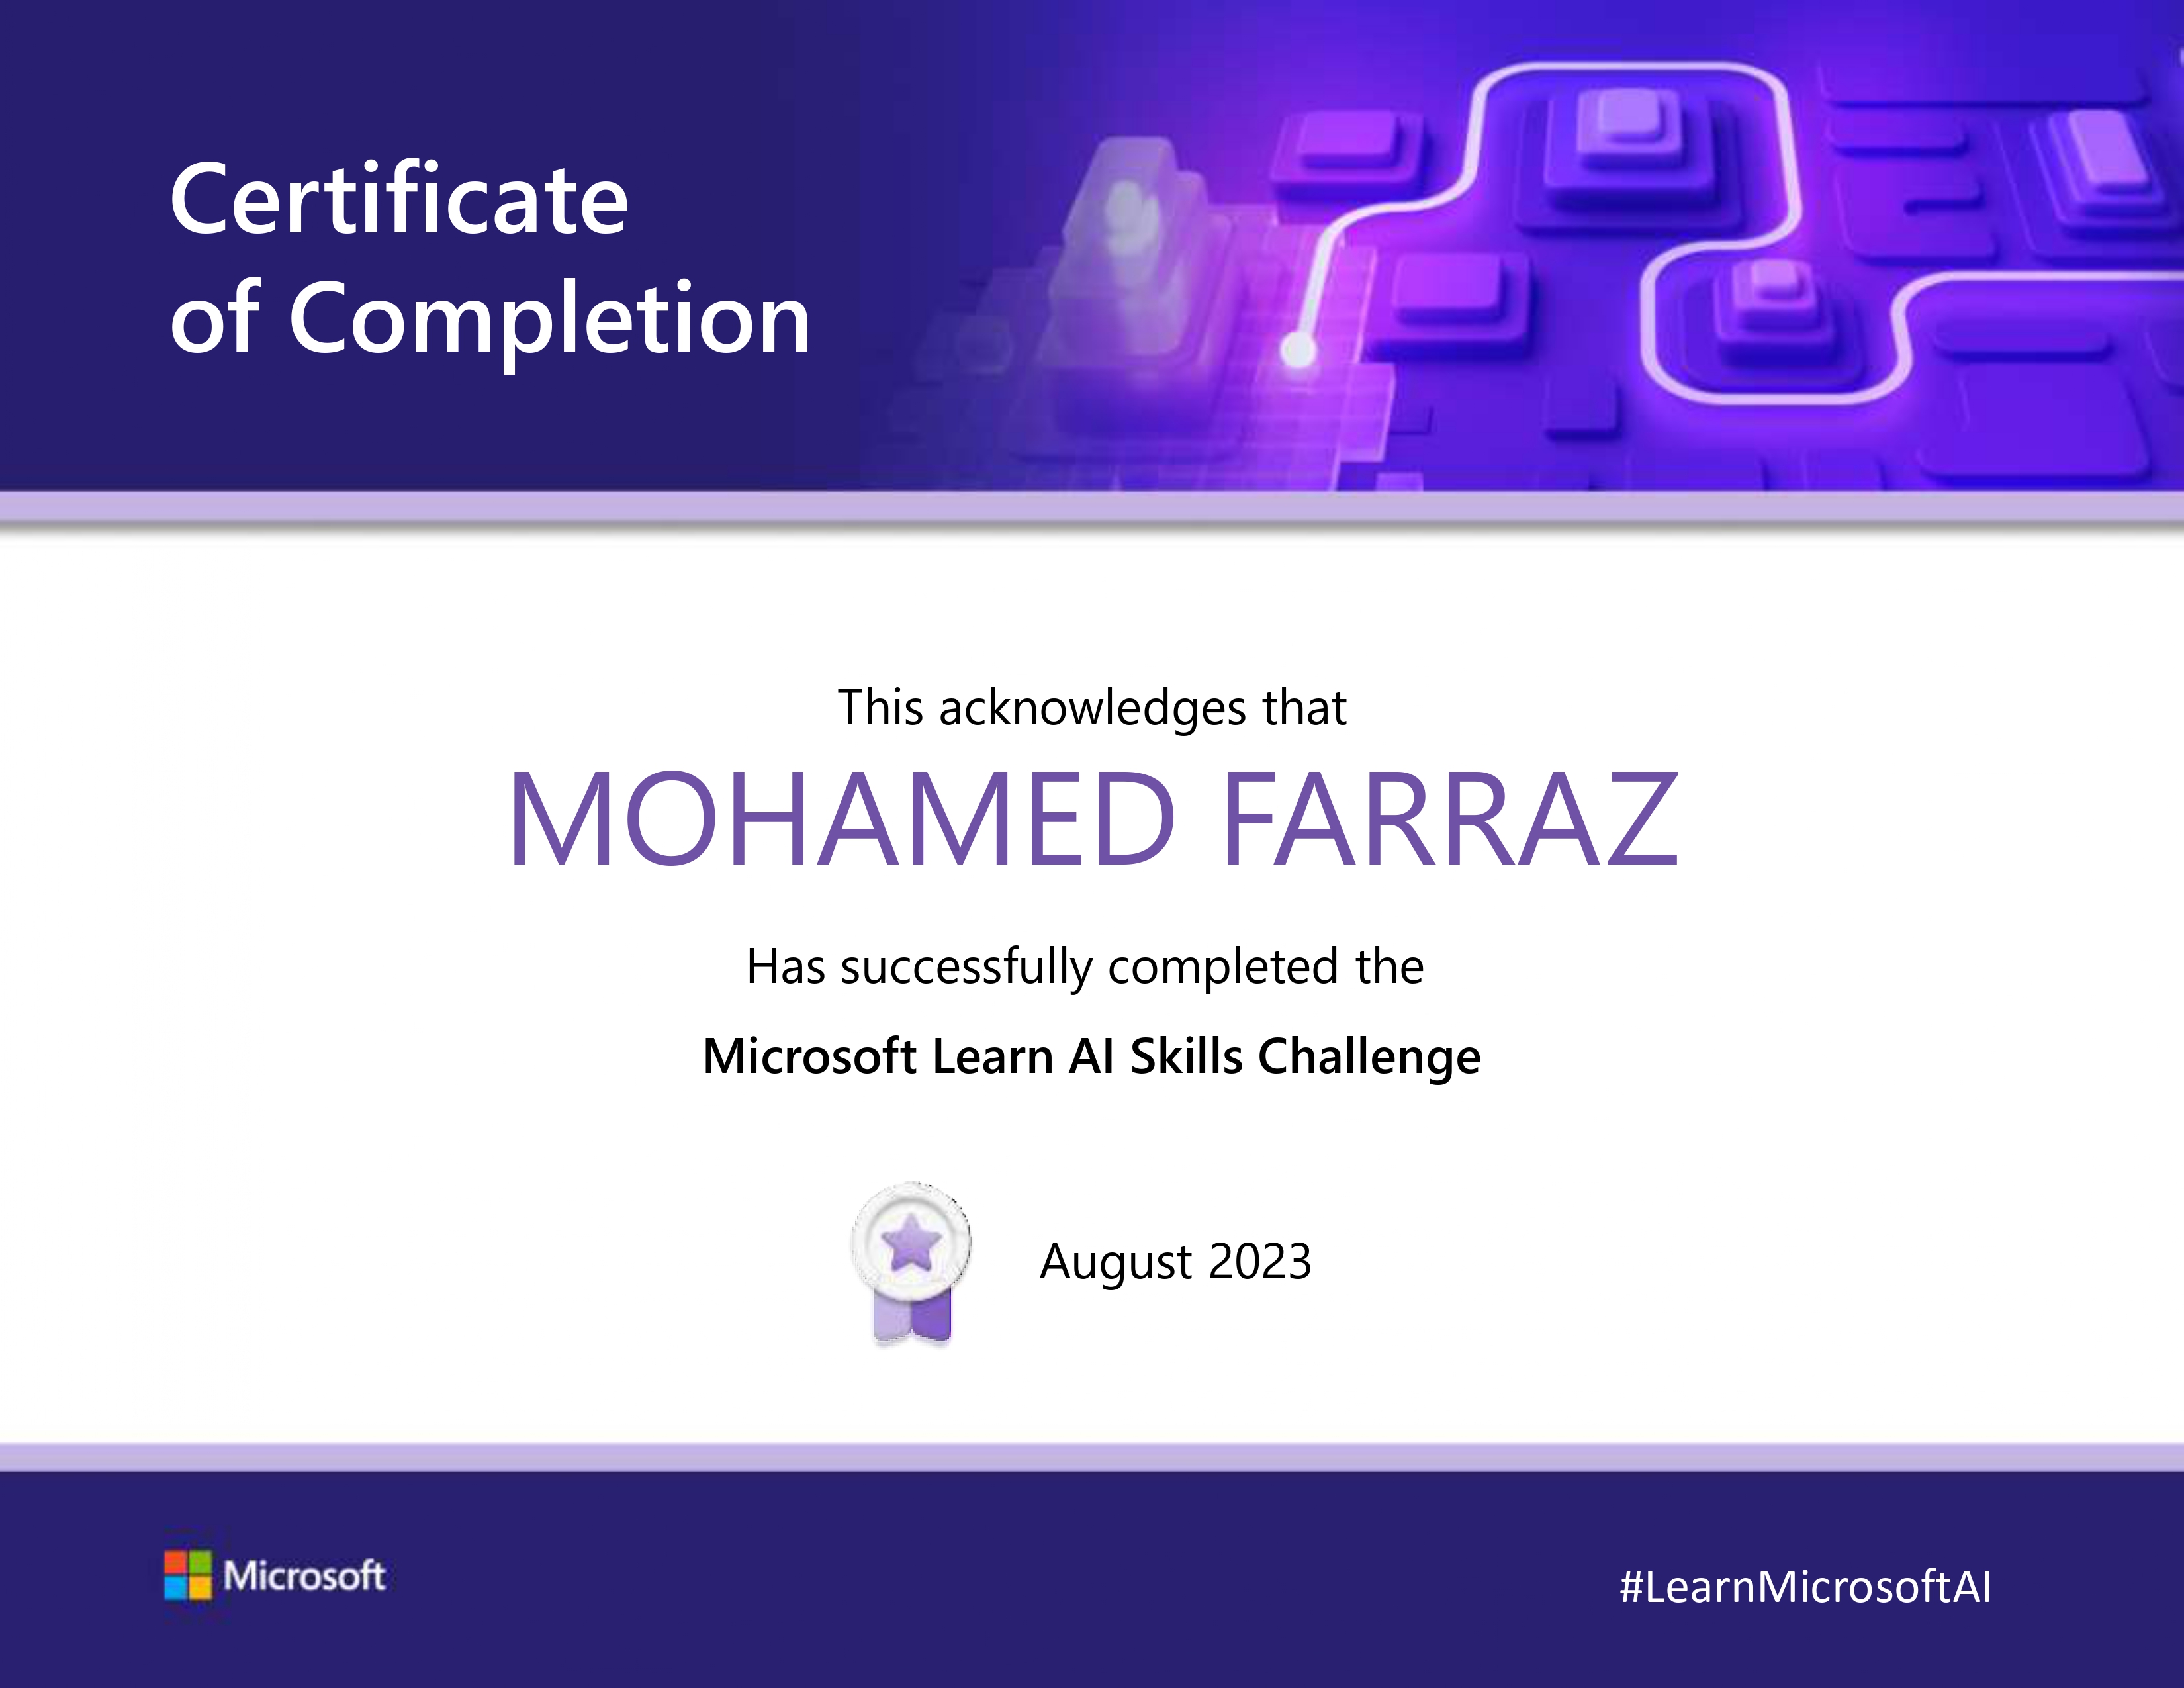 Certificate
of Completion
This acknowledges that
MOHAMED FARRAZ
Has successfully completed the
Microsoft Learn AI Skills Challenge
August 2023
Microsoft
#LearnMicrosoftAI